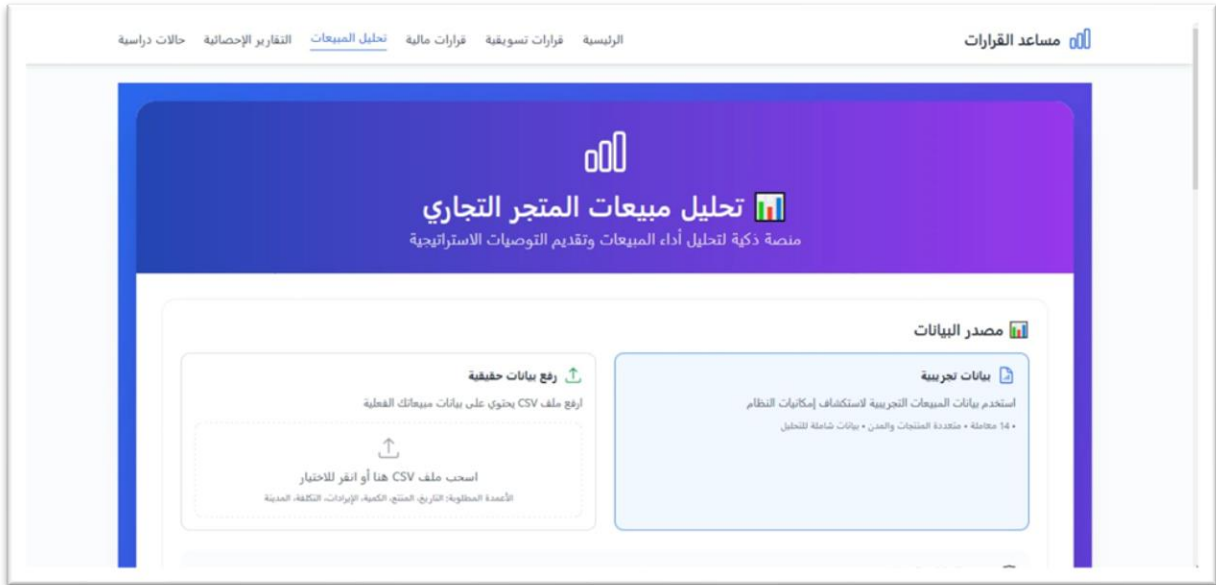 مساعد القرارات
الرئيسية قرارات تسويقية قرارات مالية تحليل المبيعات التقارير الإحصائية حالات دراسية
تحليل مبيعات المتجر التجاري
منصة ذكية لتحليل أداء المبيعات وتقديم التوصيات الاستراتيجية
مصدر البيانات
بيانات تجريبية
استخدم بيانات المبيعات التجريبية لاستكشاف إمكانيات النظام
• 14 معاملة • متعددة المنتجات والمدن • بيانات شاملة للتحليل
رفع بيانات حقيقية
ارفع ملف CSV يحتوي على بيانات مبيعاتك الفعلية
اسحب ملف CSV هنا أو انقر للاختيار
الأعمدة المطلوبة: التاريخ، المنتج، الكمية، الإيرادات، التكلفة، المدينة